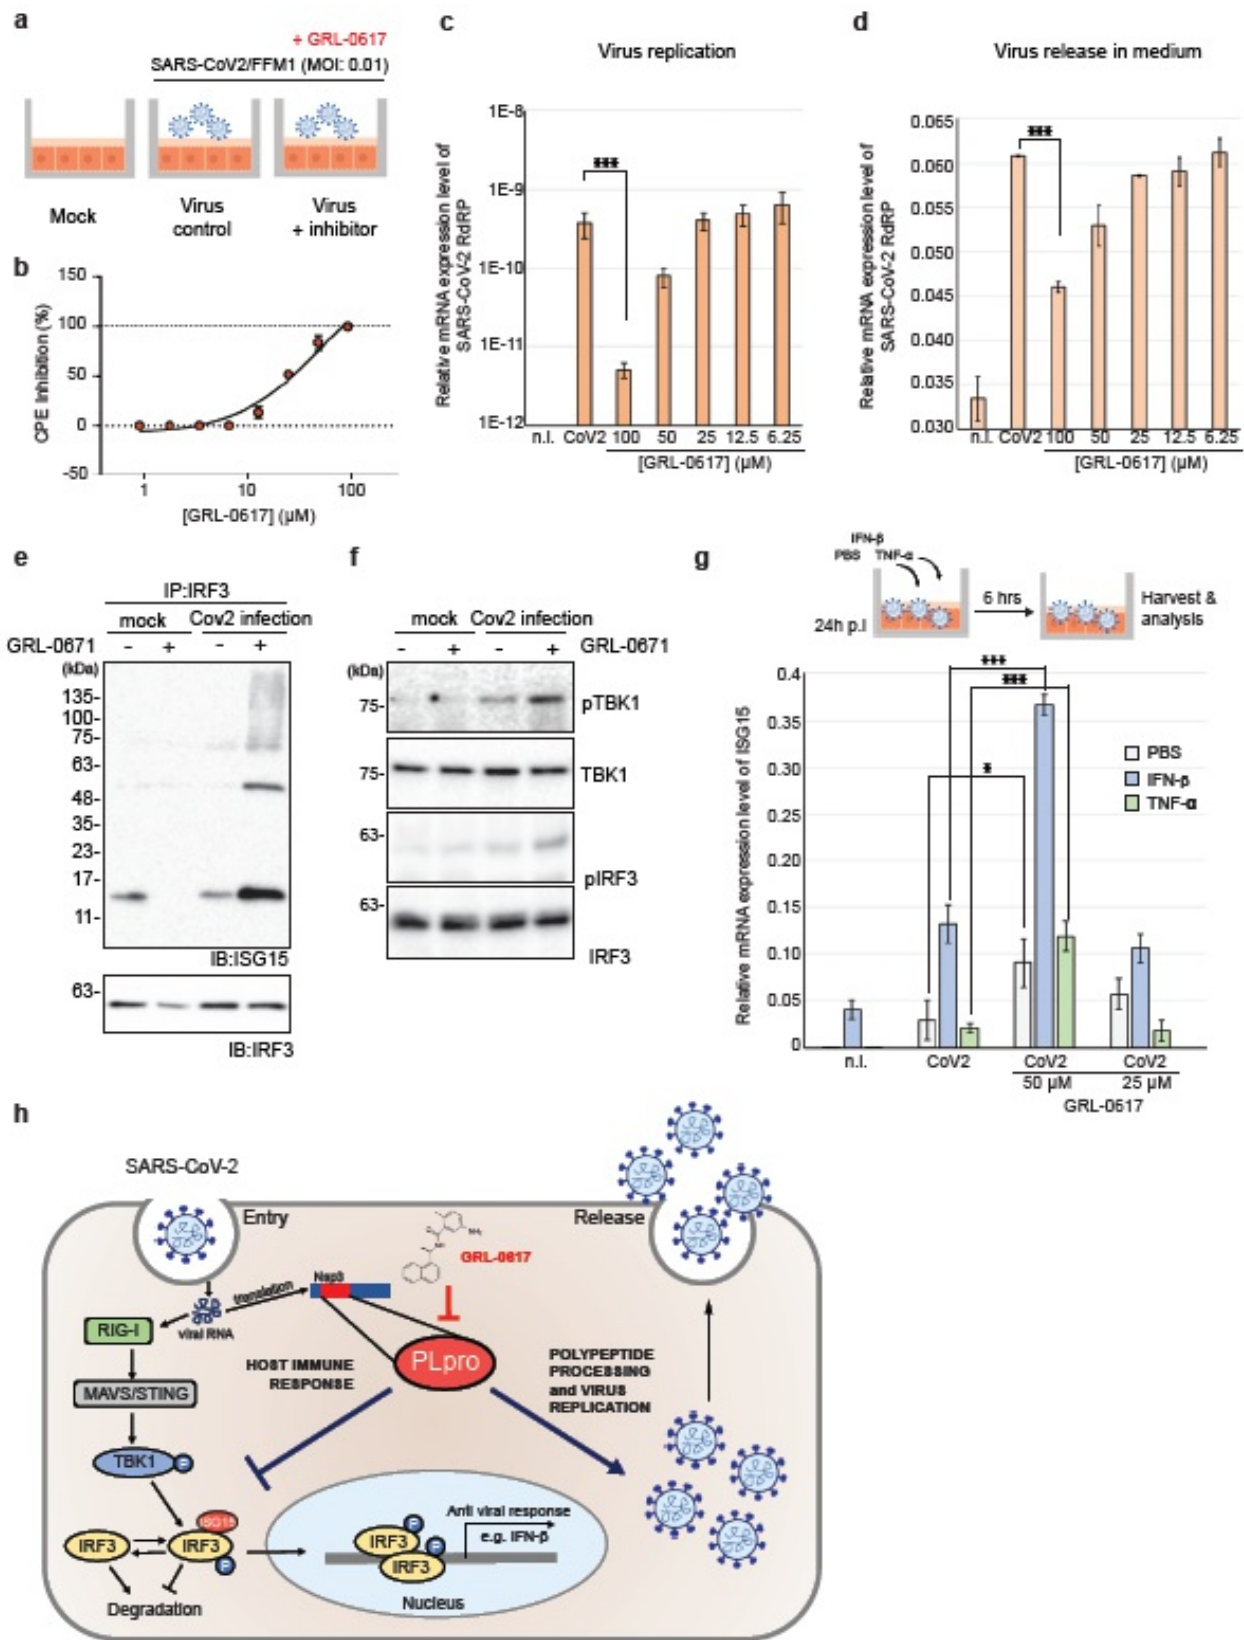 a
+ GRL-0617
SARS-CoV2/FFM1 (MOI: 0.01)
Mock
Virus control
Virus + inhibitor
b
150
100
50
0
-50
CPE Inhibition (%)
1 10 100
[GRL-0617] (µM)
c
Virus replication
Relative mRNA expression level of SARS-CoV-2 RdRP
1E-8
1E-9
1E-10
1E-11
1E-12
***
n.I. CoV2 100 50 25 12.5 6.25
[GRL-0617] (µM)
d
Virus release in medium
Relative mRNA expression level of SARS-CoV-2 RdRP
0.065
0.060
0.055
0.050
0.045
0.040
0.035
0.030
***
n.I. CoV2 100 50 25 12.5 6.25
[GRL-0617] (µM)
e
IP:IRF3
mock Cov2 infection
GRL-0671 - + - +
(kDa)
135-
100-
75-
63-
48-
35-
23-
17-
11-
IB:ISG15
63-
IB:IRF3
f
mock Cov2 infection
- + - + GRL-0671
(kDa)
75- pTBK1
75- TBK1
63- pIRF3
63- IRF3
g
IFN-β
PBS TNF-α
24h p.I
6 hrs
Harvest & analysis
Relative mRNA expression level of ISG15
0.4
0.35
0.30
0.25
0.20
0.15
0.10
0.05
0
***
***
*
PBS
IFN-β
TNF-α
n.I. CoV2 CoV2 CoV2
50 µM 25 µM
GRL-0617
h
SARS-CoV-2
Entry
Release
NH₂
GRL-0617
Nsp3
translation
viral RNA
RIG-I
PLpro
HOST IMMUNE RESPONSE
POLYPEPTIDE PROCESSING and VIRUS REPLICATION
MAVS/STING
TBK1 P
ISG15
IRF3 IRF3 P
Degradation
Anti viral response
e.g. IFN-β
IRF3 P
IRF3 P
Nucleus